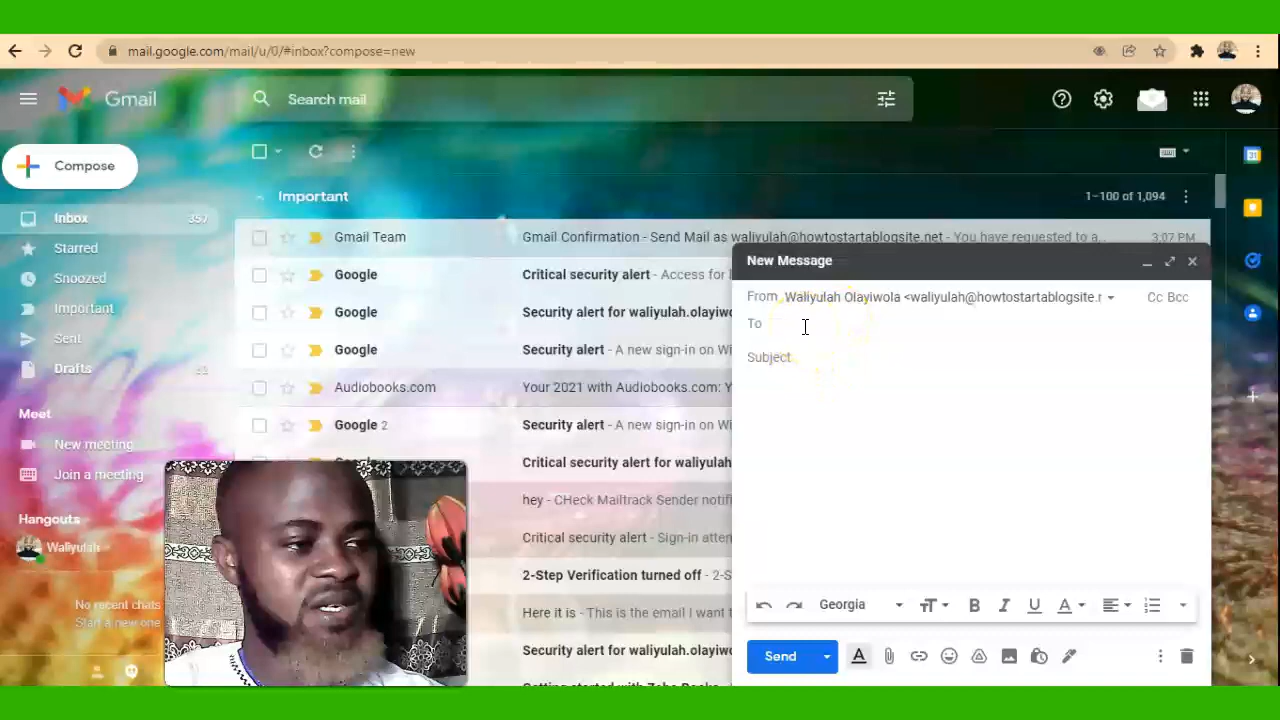 mail.google.com/mail/u/0/#inbox?compose=new
Gmail
Search mail
Compose
Important
1–100 of 1,094
Inbox 357
Starred
Snoozed
Important
Sent
Drafts
Meet
New meeting
Join a meeting
Hangouts
Waliyulah
No recent chats
Start a new one
Gmail Team Gmail Confirmation - Send Mail as waliyulah@howtostartablogsite.net - You have requested to a... 3:07 PM
Google Critical security alert - Access for
Google Security alert for waliyulah.olayiwo
Google Security alert - A new sign-in on Wi
Audiobooks.com Your 2021 with Audiobooks.com: Y
Google 2 Security alert - A new sign-in on Wi
Critical security alert for waliyulah
hey - CHeck Mailtrack Sender notifi
Critical security alert - Sign-in atten
2-Step Verification turned off - 2-S
Here it is - This is the email I want t
Security alert for waliyulah.olayiwo
Getting started with Zoho Books
New Message
From Waliyulah Olayiwola <waliyulah@howtostartablogsite.r
Cc Bcc
To
Subject
Georgia
Send